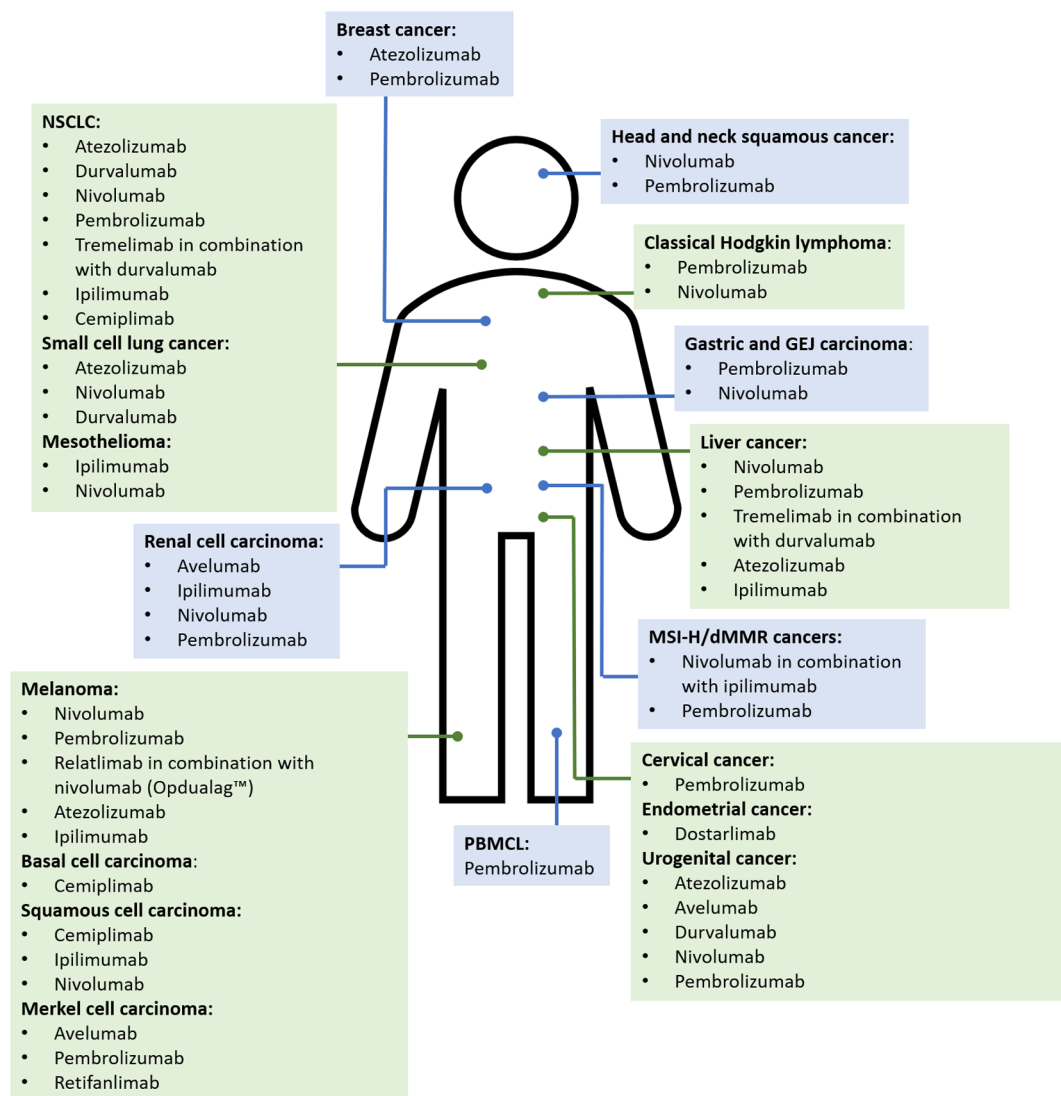 Breast cancer:
• Atezolizumab
• Pembrolizumab
NSCLC:
• Atezolizumab
• Durvalumab
• Nivolumab
• Pembrolizumab
• Tremelimab in combination
with durvalumab
• Ipilimumab
• Cemiplimab
Small cell lung cancer:
• Atezolizumab
• Nivolumab
• Durvalumab
Mesothelioma:
• Ipilimumab
• Nivolumab
Head and neck squamous cancer:
• Nivolumab
• Pembrolizumab
Classical Hodgkin lymphoma:
• Pembrolizumab
• Nivolumab
Gastric and GEJ carcinoma:
• Pembrolizumab
• Nivolumab
Liver cancer:
• Nivolumab
• Pembrolizumab
• Tremelimab in combination
with durvalumab
• Atezolizumab
• Ipilimumab
Renal cell carcinoma:
• Avelumab
• Ipilimumab
• Nivolumab
• Pembrolizumab
MSI-H/dMMR cancers:
• Nivolumab in combination
with ipilimumab
• Pembrolizumab
Melanoma:
• Nivolumab
• Pembrolizumab
• Relatlimab in combination with
nivolumab (Opdualag™)
• Atezolizumab
• Ipilimumab
Basal cell carcinoma:
• Cemiplimab
Squamous cell carcinoma:
• Cemiplimab
• Ipilimumab
• Nivolumab
Merkel cell carcinoma:
• Avelumab
• Pembrolizumab
• Retifanlimab
PBMCL:
Pembrolizumab
Cervical cancer:
• Pembrolizumab
Endometrial cancer:
• Dostarlimab
Urogenital cancer:
• Atezolizumab
• Avelumab
• Durvalumab
• Nivolumab
• Pembrolizumab